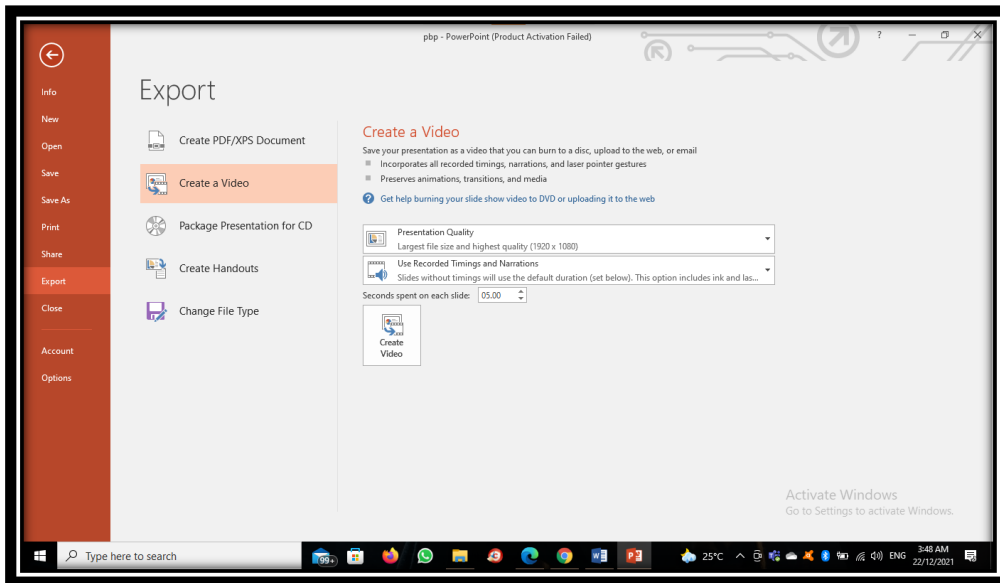 pbp - PowerPoint (Product Activation Failed)
?
Info
New
Open
Save
Save As
Print
Share
Export
Close
Account
Options
Export
Create PDF/XPS Document
Create a Video
Package Presentation for CD
Create Handouts
Change File Type
Create a Video
Save your presentation as a video that you can burn to a disc, upload to the web, or email
Incorporates all recorded timings, narrations, and laser pointer gestures
Preserves animations, transitions, and media
Get help burning your slide show video to DVD or uploading it to the web
Presentation Quality
Largest file size and highest quality (1920 x 1080)
Use Recorded Timings and Narrations
Slides without timings will use the default duration (set below). This option includes ink and las...
Seconds spent on each slide: 05.00
Create
Video
Activate Windows
Go to Settings to activate Windows.
Type here to search
99+
25°C
ENG
3:48 AM
22/12/2021